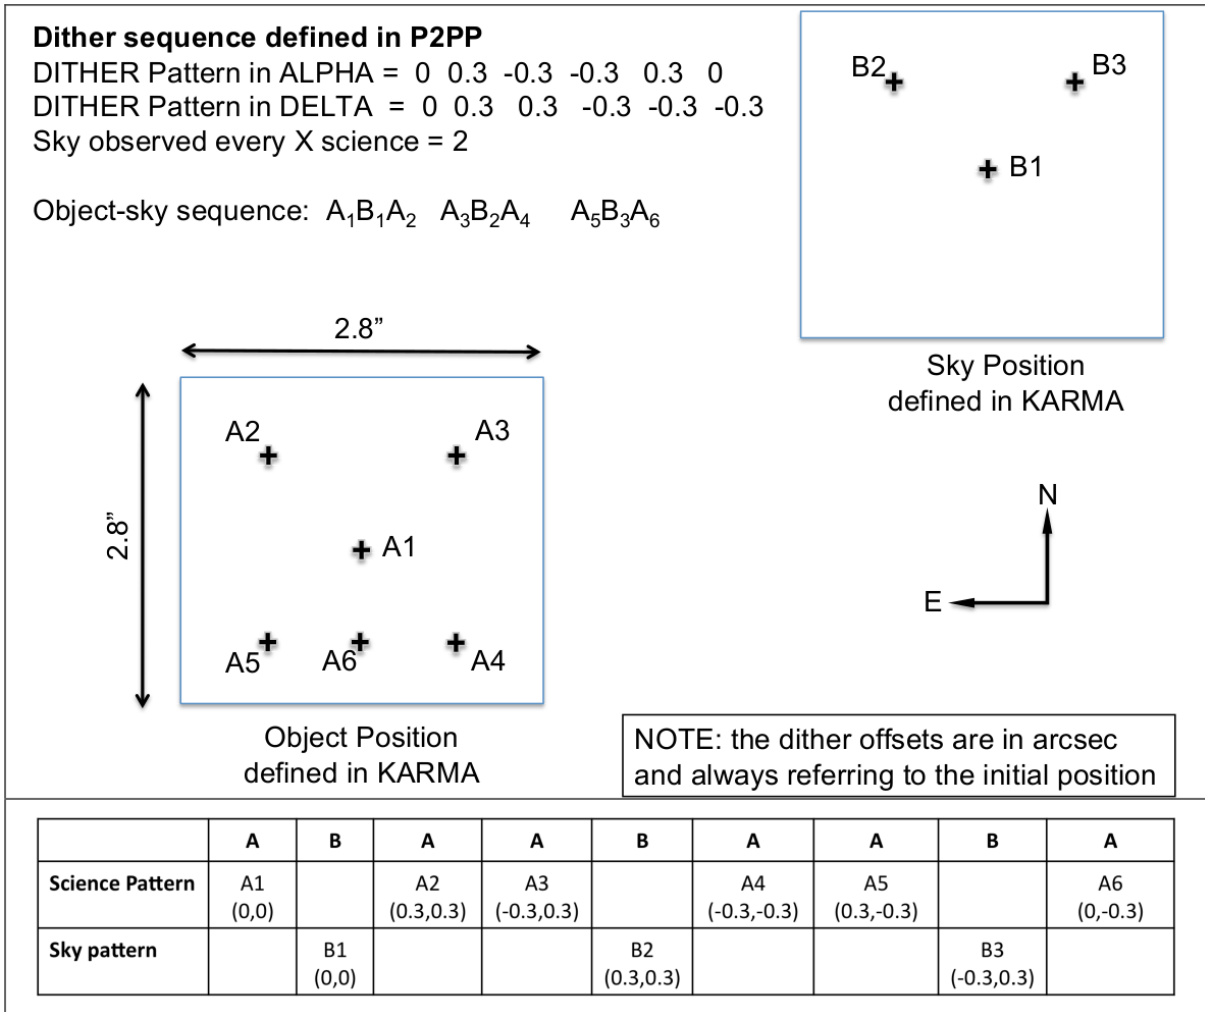 Dither sequence defined in P2PP
DITHER Pattern in ALPHA = 0 0.3 -0.3 -0.3 0.3 0
DITHER Pattern in DELTA = 0 0.3 0.3 -0.3 -0.3 -0.3
Sky observed every X science = 2
Object-sky sequence: A₁B₁A₂ A₃B₂A₄ A₅B₃A₆
B2
B3
B1
Sky Position
defined in KARMA
2.8”
2.8”
A2
A3
A1
A5
A6
A4
Object Position
defined in KARMA
N
E
NOTE: the dither offsets are in arcsec
and always referring to the initial position
A B A A B A A B A
Science Pattern A1 A2 A3 A4 A5 A6
(0,0) (0.3,0.3) (-0.3,0.3) (-0.3,-0.3) (0.3,-0.3) (0,-0.3)
Sky pattern B1 B2 B3
(0,0) (0.3,0.3) (-0.3,0.3)